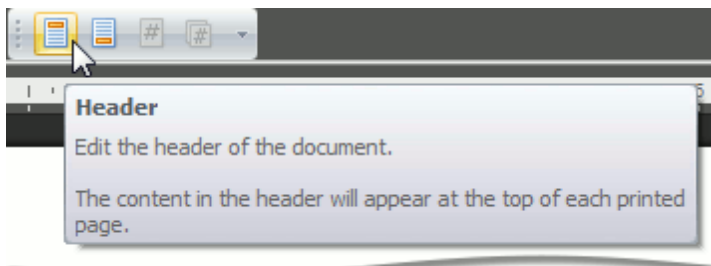 #
#
5
Header
Edit the header of the document.
The content in the header will appear at the top of each printed
page.